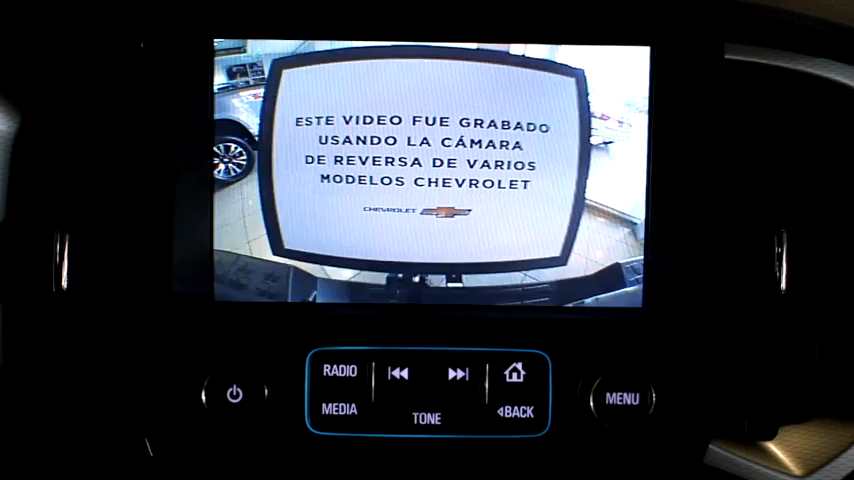 ESTE VIDEO FUE GRABADO
USANDO LA CÁMARA
DE REVERSA DE VARIOS
MODELOS CHEVROLET
CHEVROLET
RADIO
MEDIA
TONE
BACK
MENU